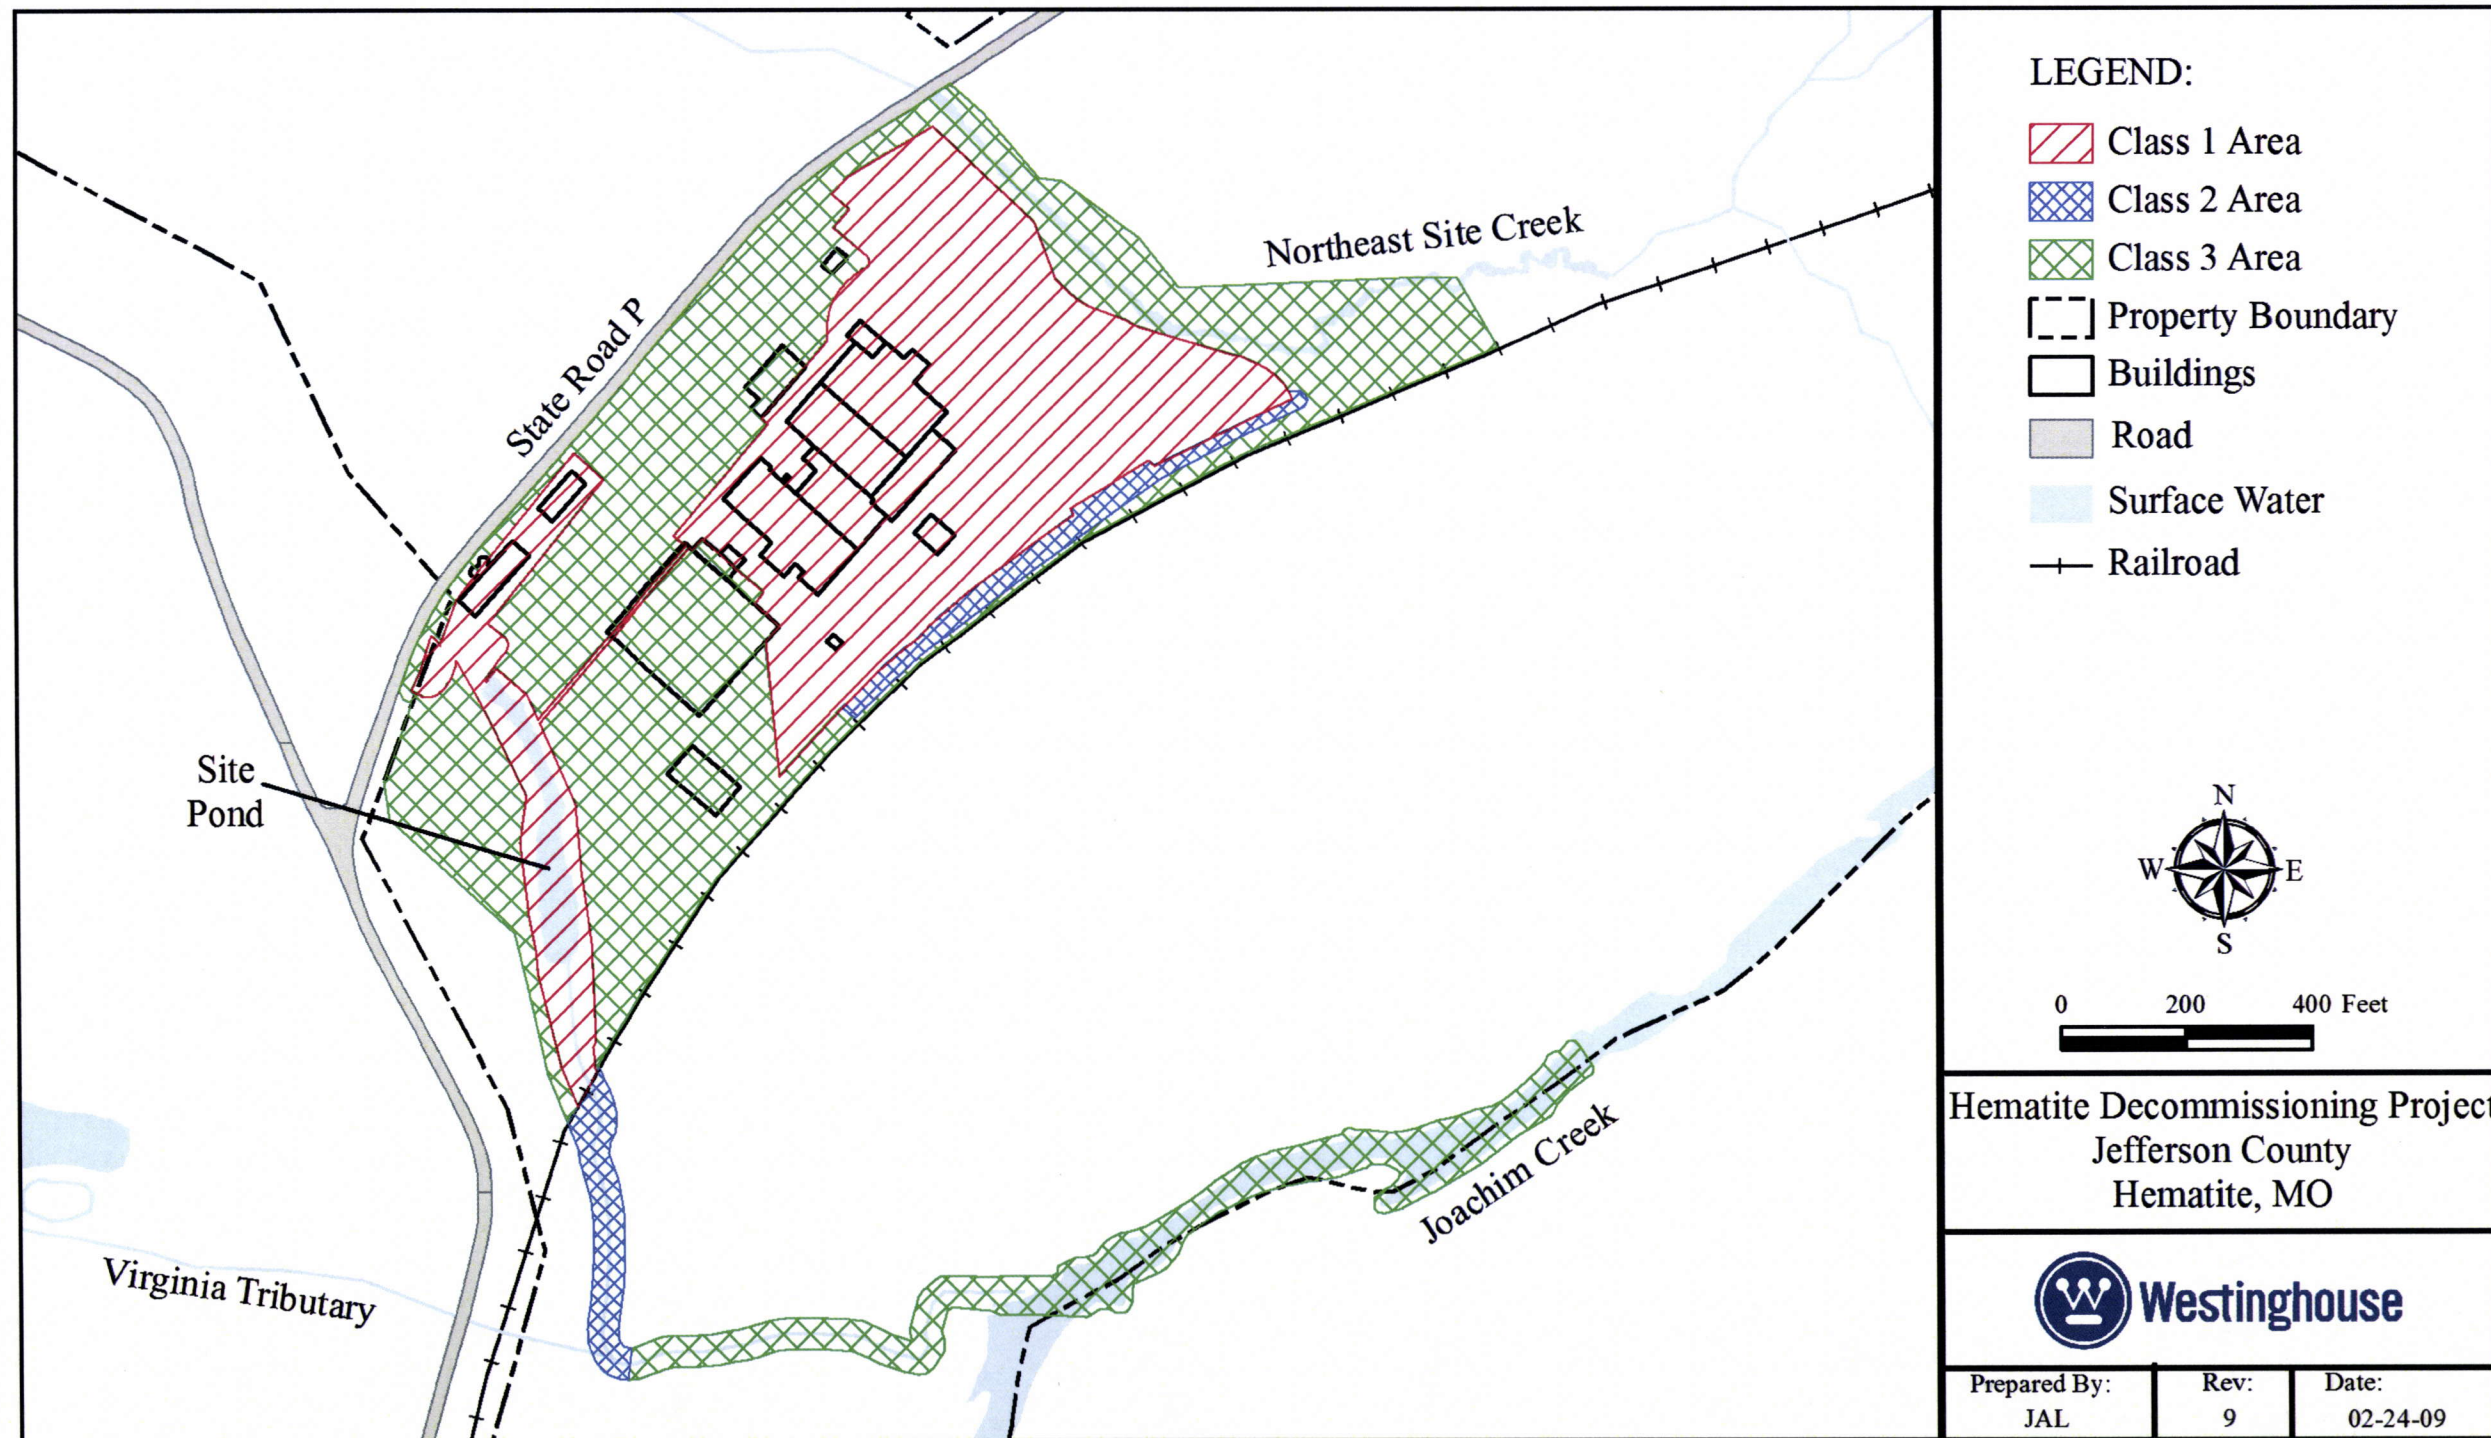 LEGEND:
Class 1 Area
Class 2 Area
Class 3 Area
Property Boundary
Buildings
Road
Surface Water
Railroad
Northeast Site Creek
State Road P
Site
Pond
Joachim Creek
Virginia Tributary
N
W
E
S
0 200 400 Feet
Hematite Decommissioning Project
Jefferson County
Hematite, MO
W
Westinghouse
Prepared By:
JAL
Rev:
9
Date:
02-24-09